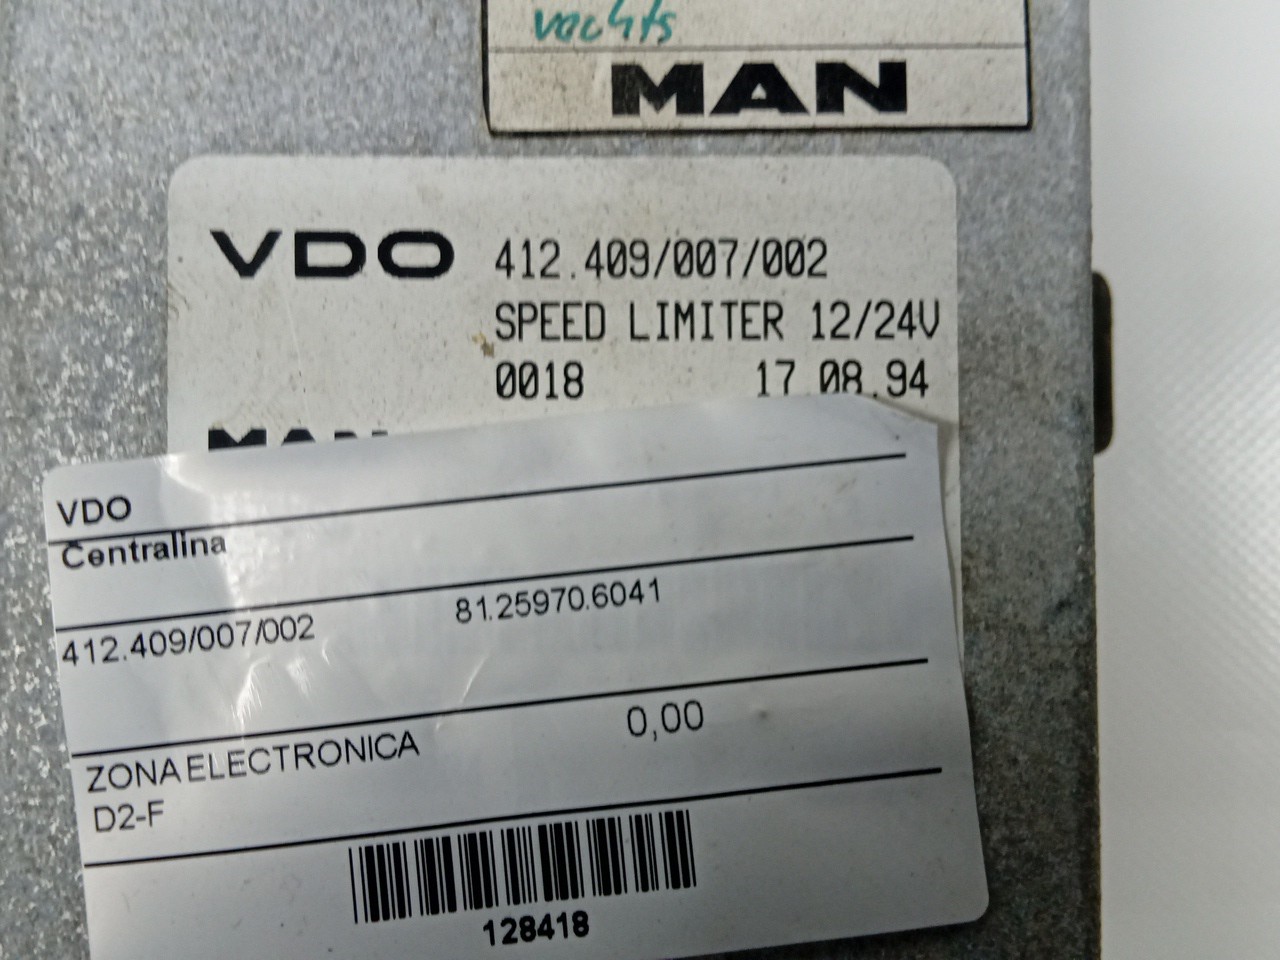 MAN
VDO 412.409/007/002
SPEED LIMITER 12/24V
0018 17.08.94
MAN
VDO
Centralina
412.409/007/002 81.25970.6041
ZONA ELECTRONICA 0,00
D2-F
128418